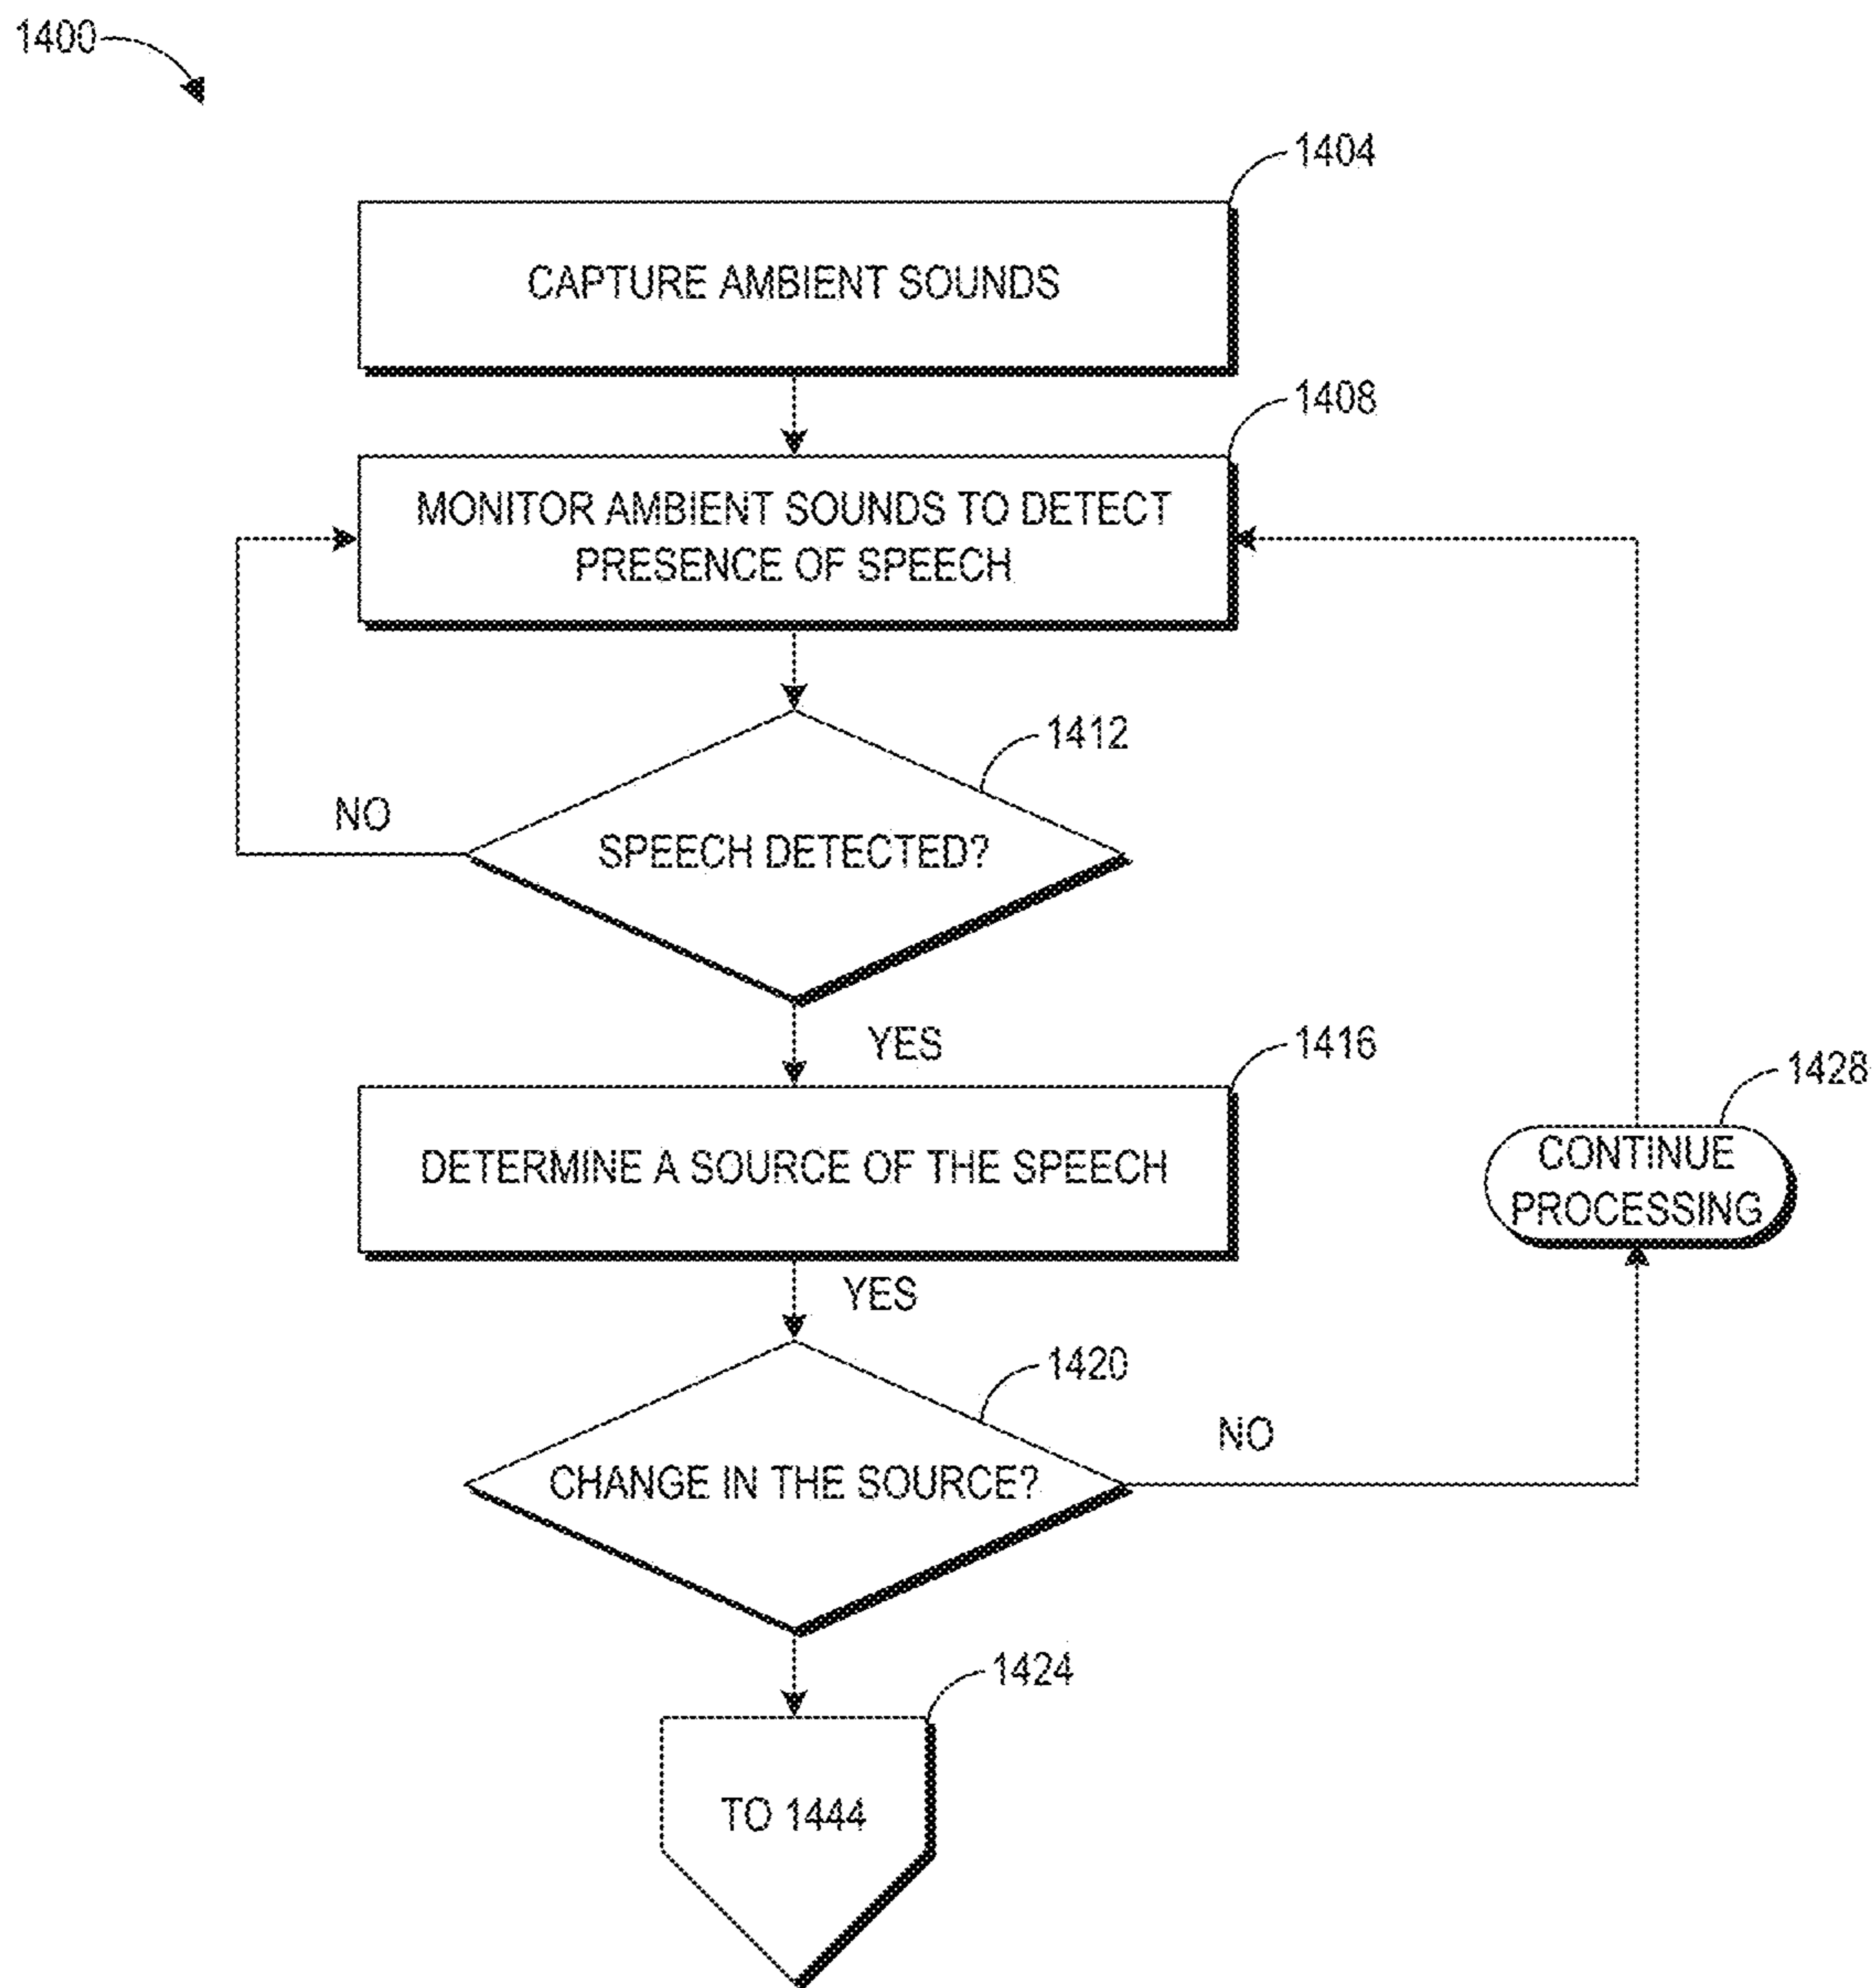 1400
1404
CAPTURE AMBIENT SOUNDS
1408
MONITOR AMBIENT SOUNDS TO DETECT
PRESENCE OF SPEECH
1412
NO
SPEECH DETECTED?
YES
1416
DETERMINE A SOURCE OF THE SPEECH
1428
CONTINUE
PROCESSING
YES
1420
NO
CHANGE IN THE SOURCE?
1424
TO 1444